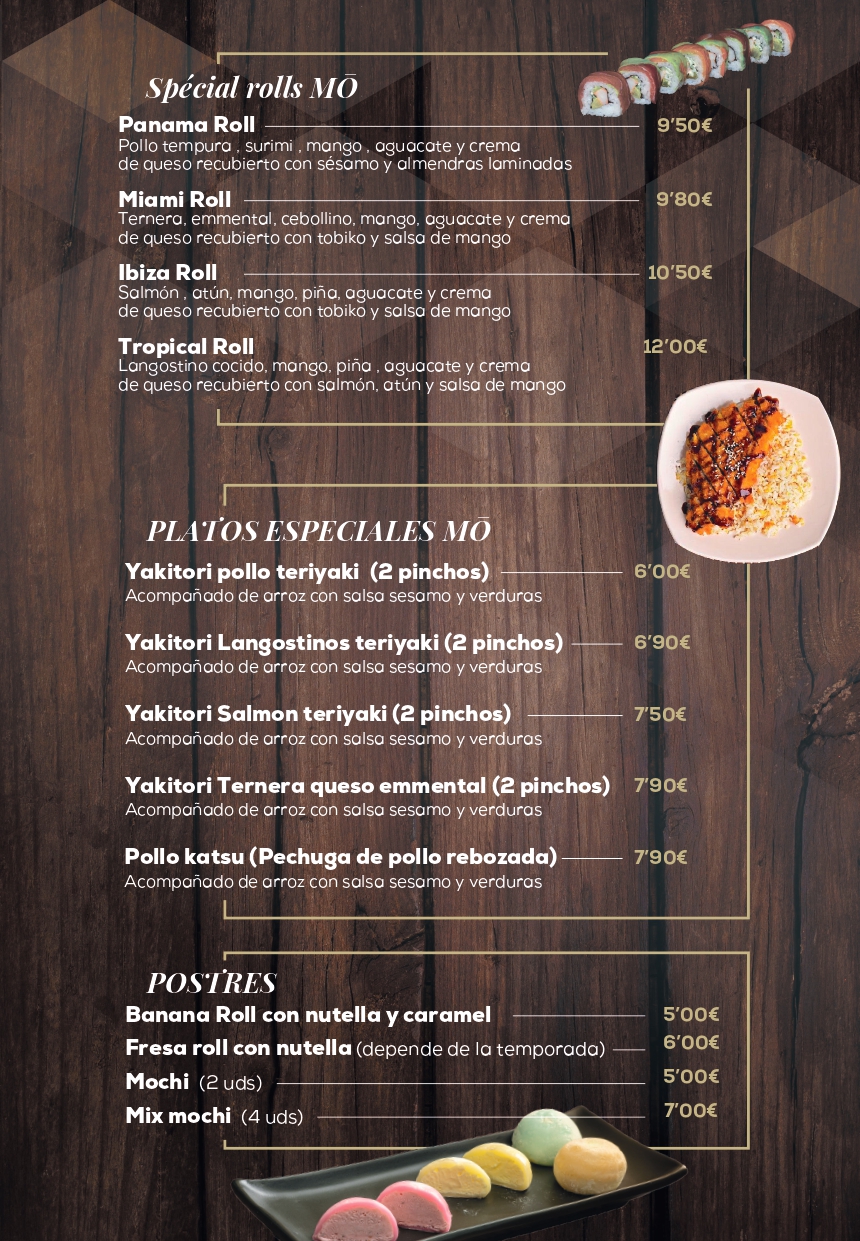 Spécial rolls MŌ
Panama Roll 9’50€
Pollo tempura , surimi , mango , aguacate y crema
de queso recubierto con sésamo y almendras laminadas
Miami Roll 9’80€
Ternera, emmental, cebollino, mango, aguacate y crema
de queso recubierto con tobiko y salsa de mango
Ibiza Roll 10’50€
Salmón , atún, mango, piña, aguacate y crema
de queso recubierto con tobiko y salsa de mango
Tropical Roll 12’00€
Langostino cocido, mango, piña , aguacate y crema
de queso recubierto con salmón, atún y salsa de mango
PLATOS ESPECIALES MŌ
Yakitori pollo teriyaki (2 pinchos) 6’00€
Acompañado de arroz con salsa sesamo y verduras
Yakitori Langostinos teriyaki (2 pinchos) 6’90€
Acompañado de arroz con salsa sesamo y verduras
Yakitori Salmon teriyaki (2 pinchos) 7’50€
Acompañado de arroz con salsa sesamo y verduras
Yakitori Ternera queso emmental (2 pinchos) 7’90€
Acompañado de arroz con salsa sesamo y verduras
Pollo katsu (Pechuga de pollo rebozada) 7’90€
Acompañado de arroz con salsa sesamo y verduras
POSTRES
Banana Roll con nutella y caramel 5’00€
Fresa roll con nutella (depende de la temporada) 6’00€
Mochi (2 uds) 5’00€
Mix mochi (4 uds) 7’00€